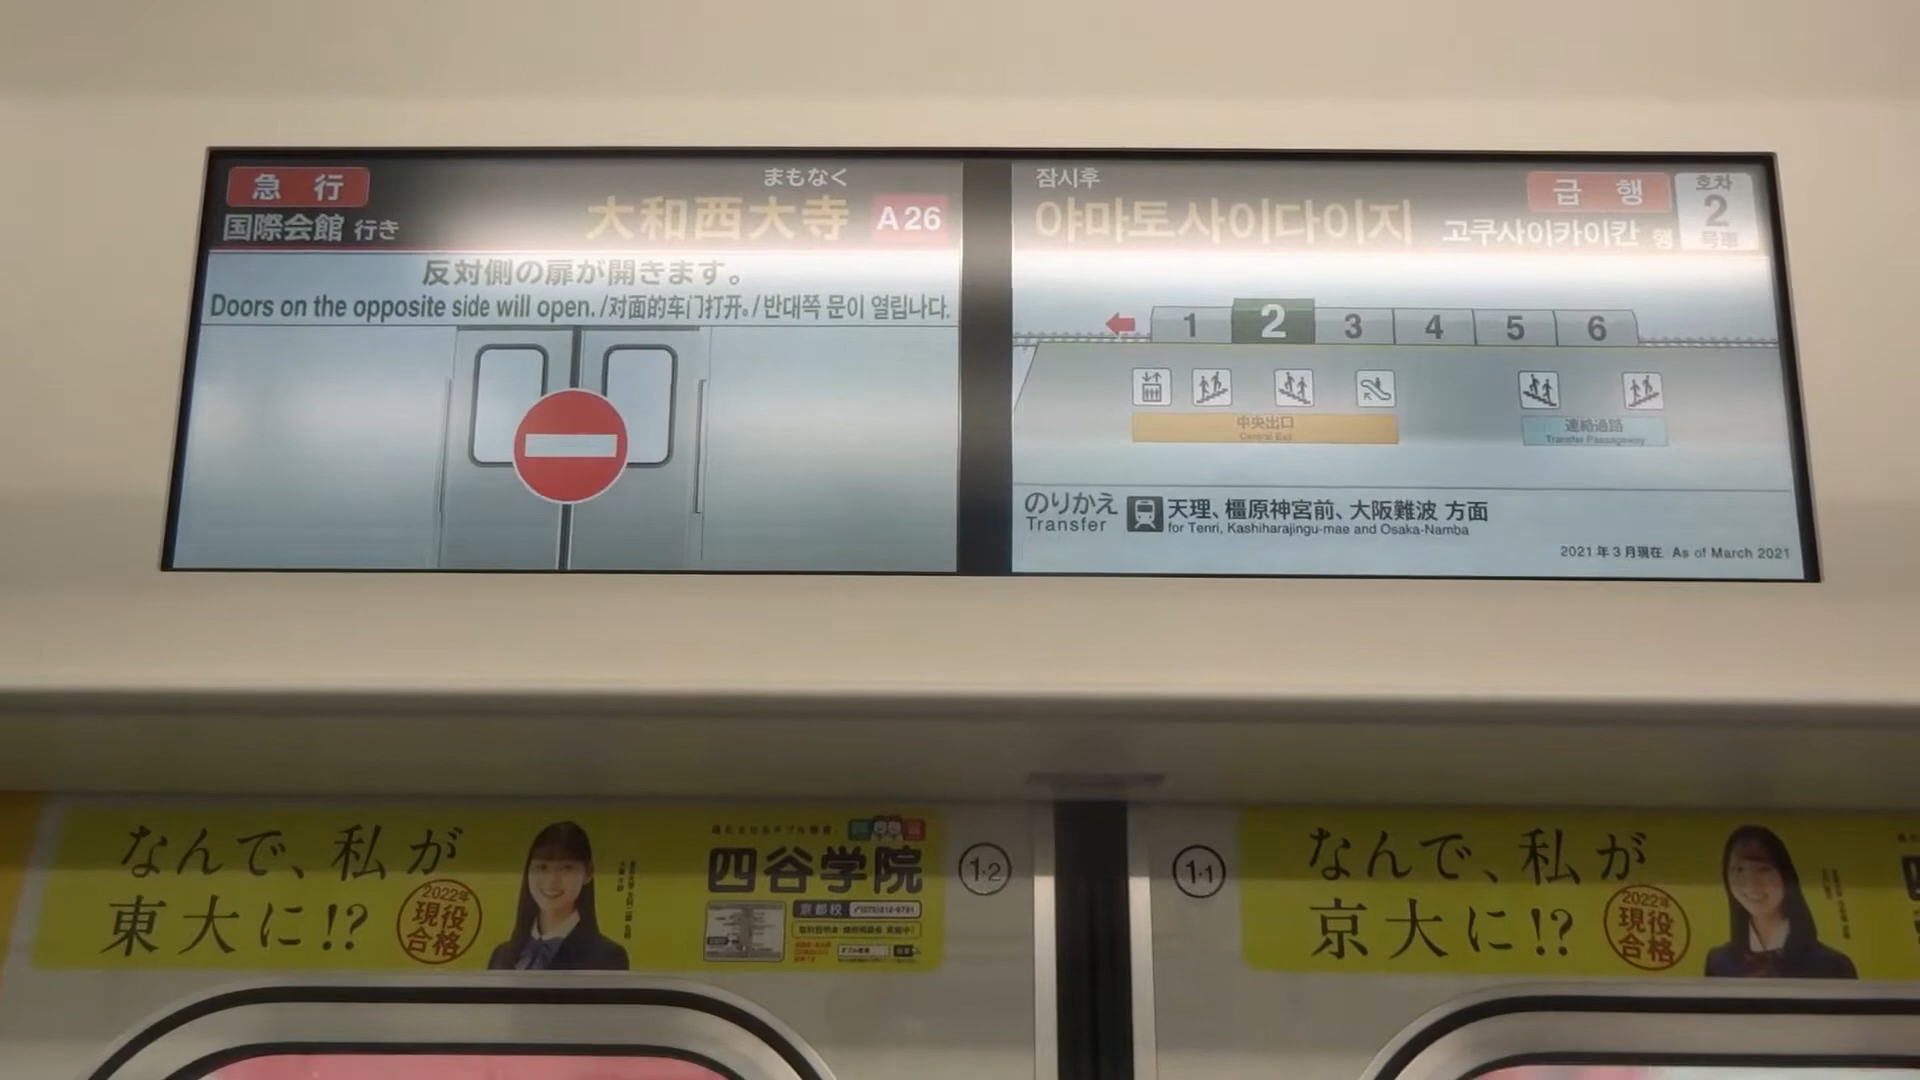 急行
国際会館 行き
まもなく
大和西大寺 A26
反対側の扉が開きます。
Doors on the opposite side will open. /对面的车门打开。/ 반대쪽 문이 열립니다.
잠시후
야마토사이다이지
급행
고쿠사이카이칸 행
호차
2
号車
1 2 3 4 5 6
中央出口
Central Exit
連絡通路
Transfer Passageway
のりかえ
Transfer
天理、橿原神宮前、大阪難波 方面
for Tenri, Kashiharajingu-mae and Osaka-Namba
2021年3月現在 As of March 2021
なんで、私が
東大に!?
2022年
現役
合格
四谷学院
京都校
1-2
1-1
なんで、私が
京大に!?
2022年
現役
合格